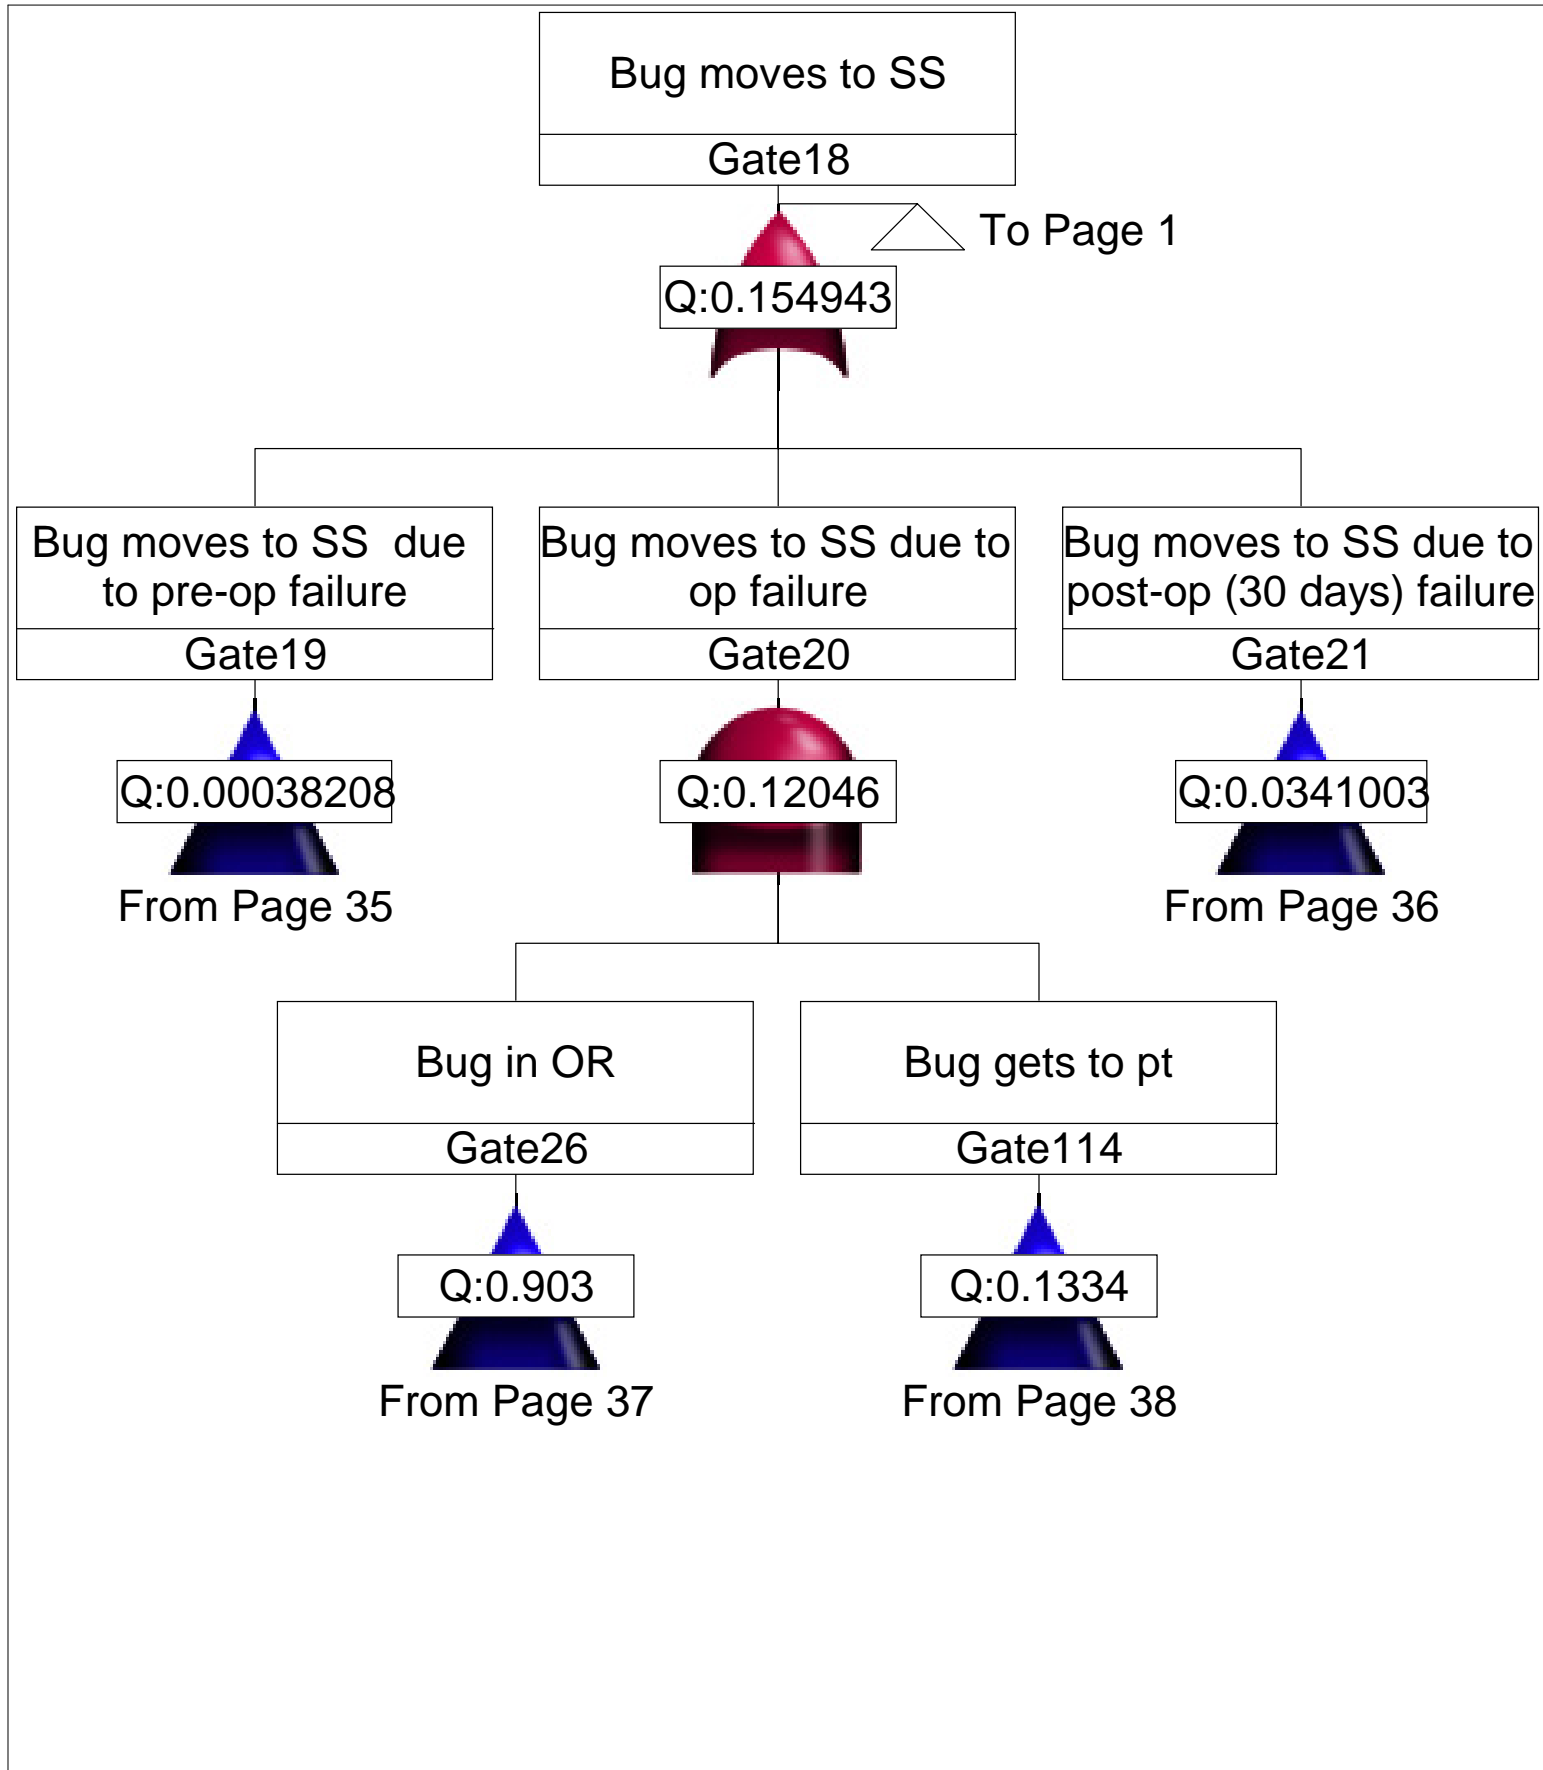 Bug moves to SS
Gate18
To Page 1
Q:0.154943
Bug moves to SS  due
to pre-op failure
Gate19
Q:0.00038208
From Page 35
Bug moves to SS due to
op failure
Gate20
Q:0.12046
Bug moves to SS due to
post-op (30 days) failure
Gate21
Q:0.0341003
From Page 36
Bug in OR
Gate26
Q:0.903
From Page 37
Bug gets to pt
Gate114
Q:0.1334
From Page 38